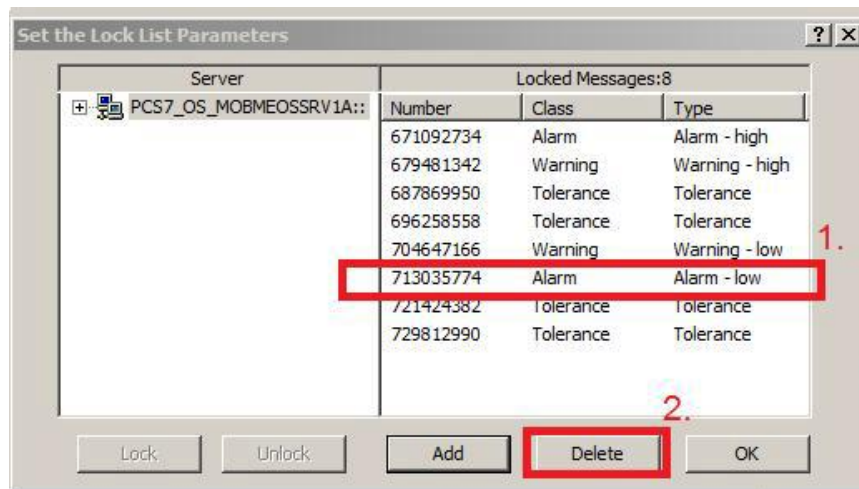 Set the Lock List Parameters
Server Locked Messages:8
PCS7_OS_MOBMEOSSRV1A::
Number Class Type
671092734 Alarm Alarm - high
679481342 Warning Warning - high
687869950 Tolerance Tolerance
696258558 Tolerance Tolerance
704647166 Warning Warning - low
1.
713035774 Alarm Alarm - low
721424382 Tolerance Tolerance
729812990 Tolerance Tolerance
2.
Lock Unlock Add Delete OK